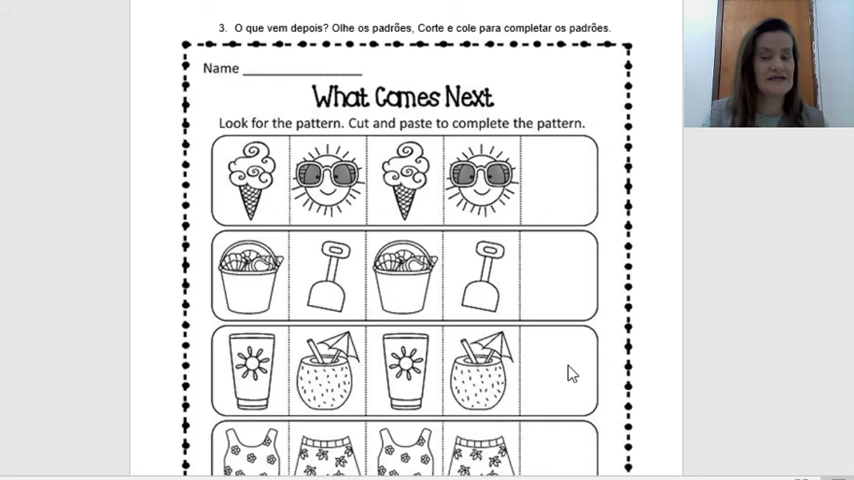 3. O que vem depois? Olhe os padrões, Corte e cole para completar os padrões.
Name
What Comes Next
Look for the pattern. Cut and paste to complete the pattern.